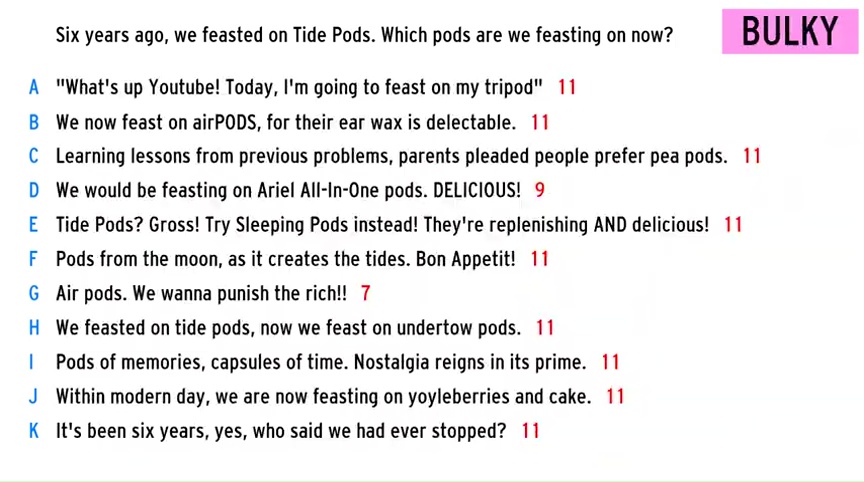 Six years ago, we feasted on Tide Pods. Which pods are we feasting on now?
BULKY
A "What's up Youtube! Today, I'm going to feast on my tripod" 11
B We now feast on airPODS, for their ear wax is delectable. 11
C Learning lessons from previous problems, parents pleaded people prefer pea pods. 11
D We would be feasting on Ariel All-In-One pods. DELICIOUS! 9
E Tide Pods? Gross! Try Sleeping Pods instead! They're replenishing AND delicious! 11
F Pods from the moon, as it creates the tides. Bon Appetit! 11
G Air pods. We wanna punish the rich!! 7
H We feasted on tide pods, now we feast on undertow pods. 11
I Pods of memories, capsules of time. Nostalgia reigns in its prime. 11
J Within modern day, we are now feasting on yoyleberries and cake. 11
K It's been six years, yes, who said we had ever stopped? 11